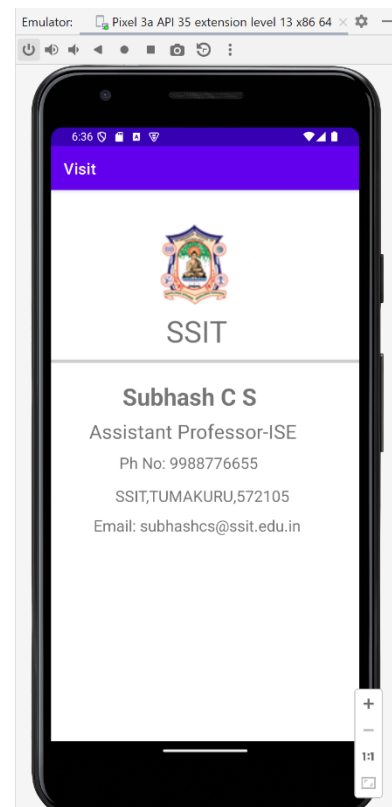 Emulator: Pixel 3a API 35 extension level 13 x86 64
6:36
Visit
SSIT
Subhash C S
Assistant Professor-ISE
Ph No: 9988776655
SSIT,TUMAKURU,572105
Email: subhashcs@ssit.edu.in
1:1